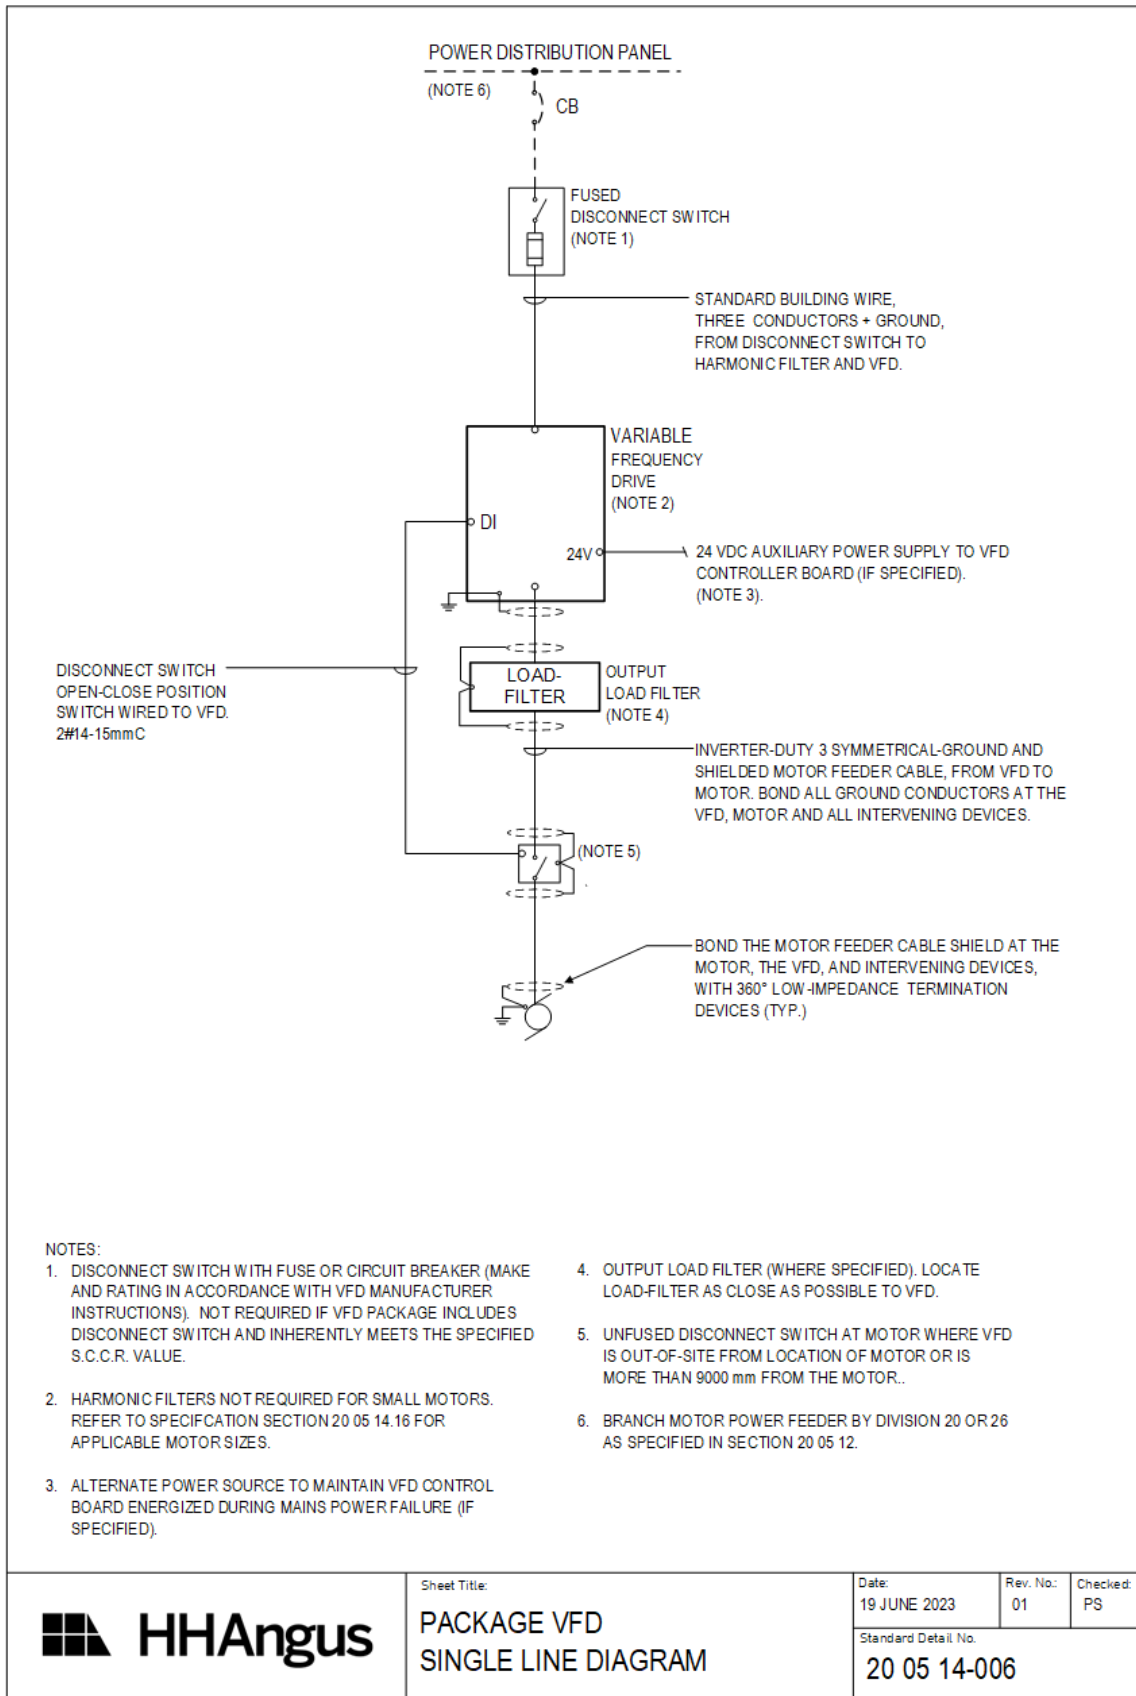 POWER DISTRIBUTION PANEL
(NOTE 6)
CB
FUSED
DISCONNECT SWITCH
(NOTE 1)
STANDARD BUILDING WIRE,
THREE CONDUCTORS + GROUND,
FROM DISCONNECT SWITCH TO
HARMONIC FILTER AND VFD.
VARIABLE
FREQUENCY
DRIVE
(NOTE 2)
DI
24V
24 VDC AUXILIARY POWER SUPPLY TO VFD
CONTROLLER BOARD (IF SPECIFIED).
(NOTE 3).
DISCONNECT SWITCH
OPEN-CLOSE POSITION
SWITCH WIRED TO VFD.
2#14-15mmC
LOAD-
FILTER
OUTPUT
LOAD FILTER
(NOTE 4)
INVERTER-DUTY 3 SYMMETRICAL-GROUND AND
SHIELDED MOTOR FEEDER CABLE, FROM VFD TO
MOTOR. BOND ALL GROUND CONDUCTORS AT THE
VFD, MOTOR AND ALL INTERVENING DEVICES.
(NOTE 5)
BOND THE MOTOR FEEDER CABLE SHIELD AT THE
MOTOR, THE VFD, AND INTERVENING DEVICES,
WITH 360° LOW-IMPEDANCE TERMINATION
DEVICES (TYP.)
NOTES:
1. DISCONNECT SWITCH WITH FUSE OR CIRCUIT BREAKER (MAKE
AND RATING IN ACCORDANCE WITH VFD MANUFACTURER
INSTRUCTIONS). NOT REQUIRED IF VFD PACKAGE INCLUDES
DISCONNECT SWITCH AND INHERENTLY MEETS THE SPECIFIED
S.C.C.R. VALUE.
2. HARMONIC FILTERS NOT REQUIRED FOR SMALL MOTORS.
REFER TO SPECIFCATION SECTION 20 05 14.16 FOR
APPLICABLE MOTOR SIZES.
3. ALTERNATE POWER SOURCE TO MAINTAIN VFD CONTROL
BOARD ENERGIZED DURING MAINS POWER FAILURE (IF
SPECIFIED).
4. OUTPUT LOAD FILTER (WHERE SPECIFIED). LOCATE
LOAD-FILTER AS CLOSE AS POSSIBLE TO VFD.
5. UNFUSED DISCONNECT SWITCH AT MOTOR WHERE VFD
IS OUT-OF-SITE FROM LOCATION OF MOTOR OR IS
MORE THAN 9000 mm FROM THE MOTOR..
6. BRANCH MOTOR POWER FEEDER BY DIVISION 20 OR 26
AS SPECIFIED IN SECTION 20 05 12.
HHAngus
Sheet Title:
PACKAGE VFD
SINGLE LINE DIAGRAM
Date:
19 JUNE 2023
Rev. No.:
01
Checked:
PS
Standard Detail No.
20 05 14-006